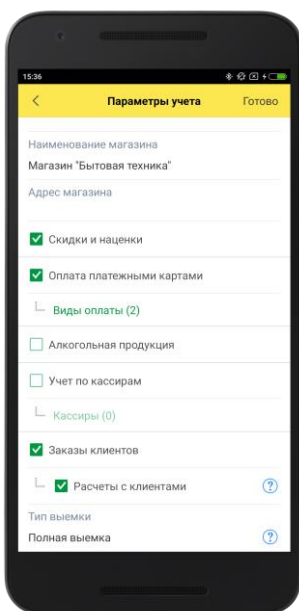 15:36
Параметры учета Готово
Наименование магазина
Магазин "Бытовая техника"
Адрес магазина
Скидки и наценки
Оплата платежными картами
Виды оплаты (2)
Алкогольная продукция
Учет по кассирам
Кассиры (0)
Заказы клиентов
Расчеты с клиентами ?
Тип выемки
Полная выемка ?